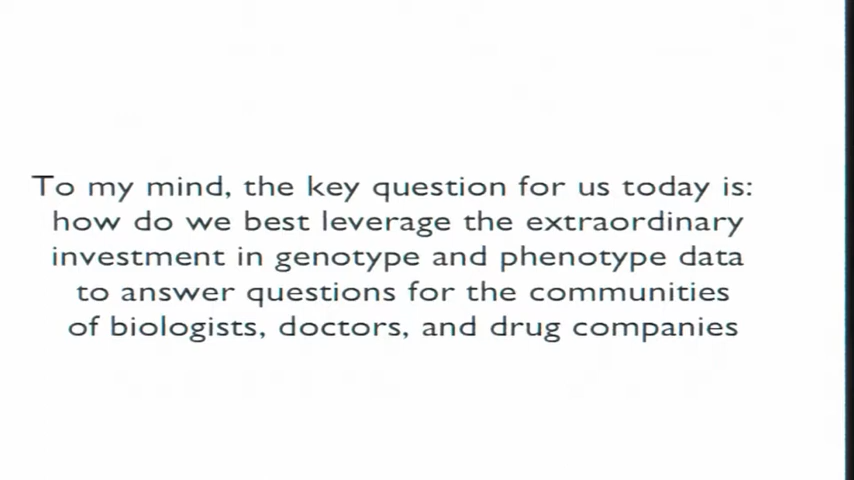 To my mind, the key question for us today is:
how do we best leverage the extraordinary
investment in genotype and phenotype data
to answer questions for the communities
of biologists, doctors, and drug companies